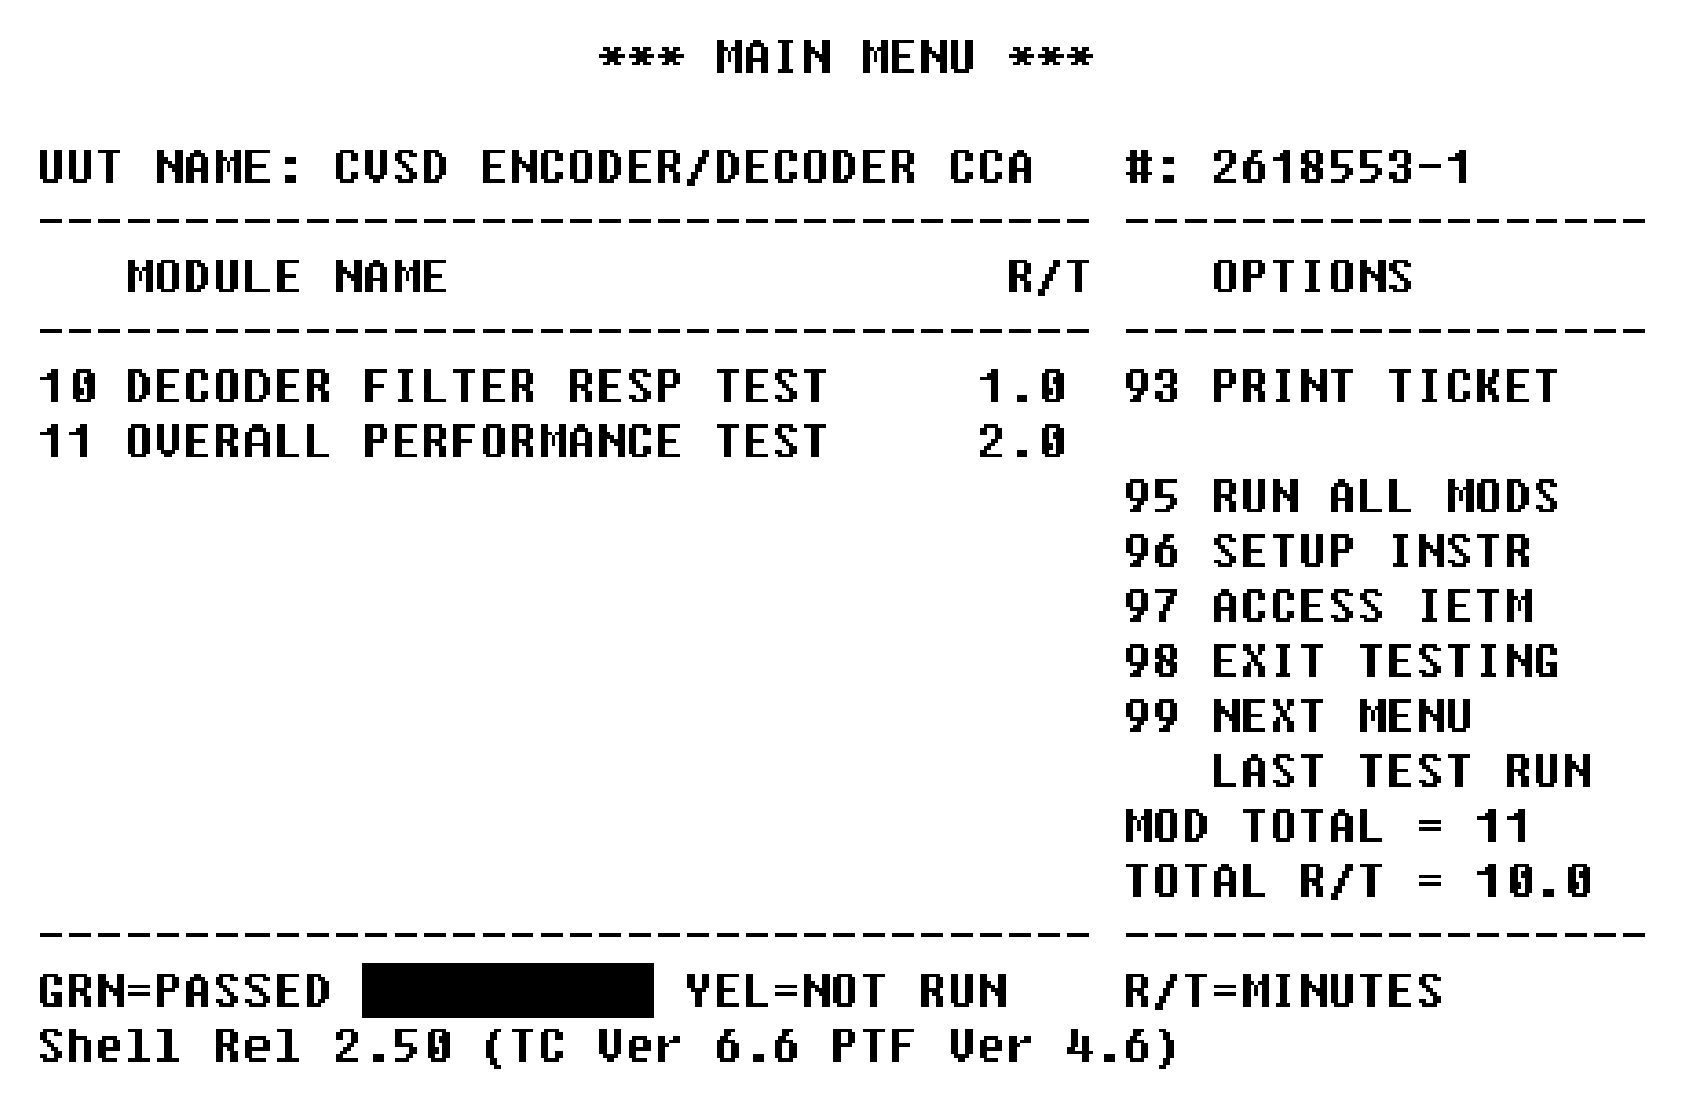 *** MAIN MENU ***
UUT NAME: CVSD ENCODER/DECODER CCA   #: 2618553-1
------------------------------------ ------------------
   MODULE NAME                   R/T    OPTIONS
------------------------------------ ------------------
10 DECODER FILTER RESP TEST     1.0  93 PRINT TICKET
11 OVERALL PERFORMANCE TEST     2.0
95 RUN ALL MODS
96 SETUP INSTR
97 ACCESS IETM
98 EXIT TESTING
99 NEXT MENU
LAST TEST RUN
MOD TOTAL = 11
TOTAL R/T = 10.0
------------------------------------ ------------------
GRN=PASSED            YEL=NOT RUN    R/T=MINUTES
Shell Rel 2.50 (TC Ver 6.6 PTF Ver 4.6)